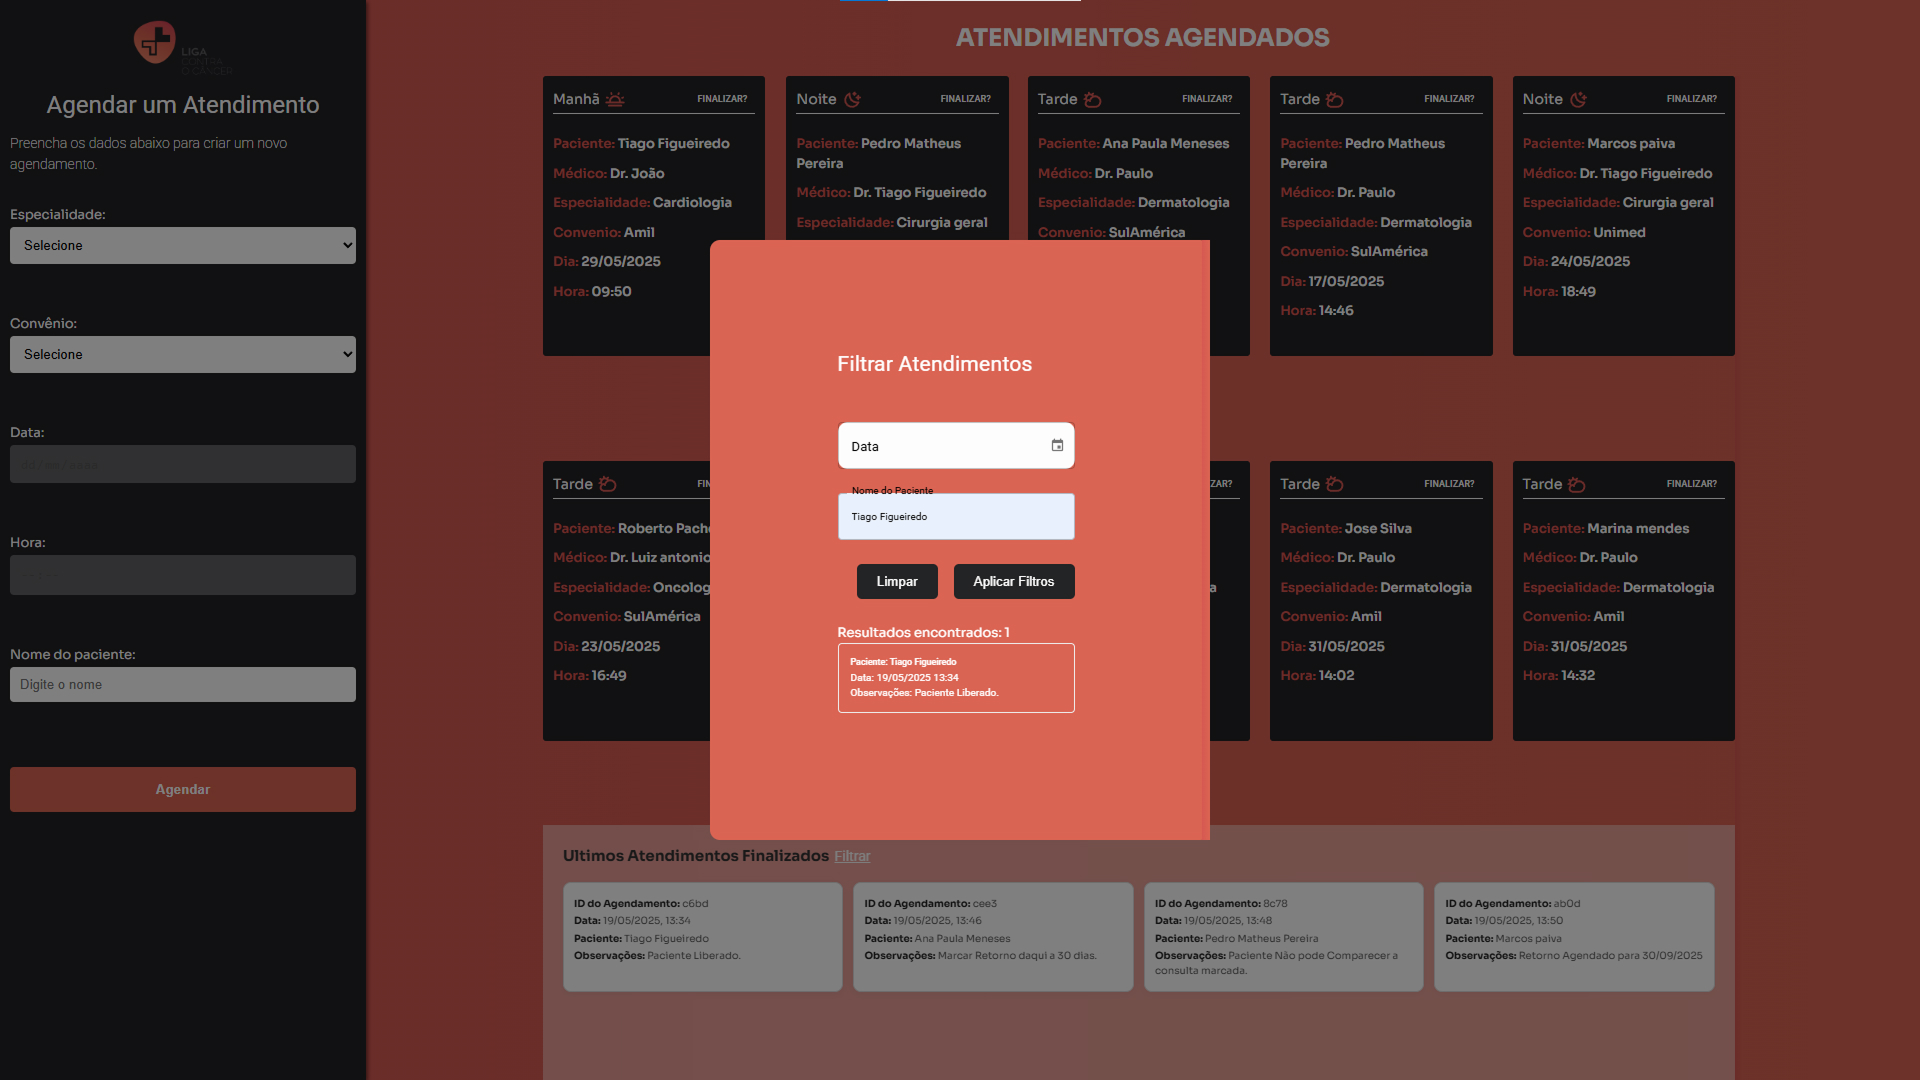 LIGA
CONTRA
O CÂNCER
Agendar um Atendimento
Preencha os dados abaixo para criar um novo
agendamento.
Especialidade:
Selecione
Convênio:
Selecione
Data:
Hora:
Nome do paciente:
Digite o nome
Agendar
ATENDIMENTOS AGENDADOS
Manhã FINALIZAR?
Paciente: Tiago Figueiredo
Médico: Dr. João
Especialidade: Cardiologia
Convenio: Amil
Dia: 29/05/2025
Hora: 09:50
Noite FINALIZAR?
Paciente: Pedro Matheus
Pereira
Médico: Dr. Tiago Figueiredo
Especialidade: Cirurgia geral
Tarde FINALIZAR?
Paciente: Ana Paula Meneses
Médico: Dr. Paulo
Especialidade: Dermatologia
Convenio: SulAmérica
Tarde FINALIZAR?
Paciente: Pedro Matheus
Pereira
Médico: Dr. Paulo
Especialidade: Dermatologia
Convenio: SulAmérica
Dia: 17/05/2025
Hora: 14:46
Noite FINALIZAR?
Paciente: Marcos paiva
Médico: Dr. Tiago Figueiredo
Especialidade: Cirurgia geral
Convenio: Unimed
Dia: 24/05/2025
Hora: 18:49
Tarde FIN
Paciente: Roberto Pach
Médico: Dr. Luiz antonio
Especialidade: Oncolog
Convenio: SulAmérica
Dia: 23/05/2025
Hora: 16:49
ZAR?
a
Tarde FINALIZAR?
Paciente: Jose Silva
Médico: Dr. Paulo
Especialidade: Dermatologia
Convenio: Amil
Dia: 31/05/2025
Hora: 14:02
Tarde FINALIZAR?
Paciente: Marina mendes
Médico: Dr. Paulo
Especialidade: Dermatologia
Convenio: Amil
Dia: 31/05/2025
Hora: 14:32
Filtrar Atendimentos
Data
Nome do Paciente
Tiago Figueiredo
Limpar
Aplicar Filtros
Resultados encontrados: 1
Paciente: Tiago Figueiredo
Data: 19/05/2025 13:34
Observações: Paciente Liberado.
Ultimos Atendimentos Finalizados Filtrar
ID do Agendamento: c6bd
Data: 19/05/2025, 13:34
Paciente: Tiago Figueiredo
Observações: Paciente Liberado.
ID do Agendamento: cee3
Data: 19/05/2025, 13:46
Paciente: Ana Paula Meneses
Observações: Marcar Retorno daqui a 30 dias.
ID do Agendamento: 8c78
Data: 19/05/2025, 13:48
Paciente: Pedro Matheus Pereira
Observações: Paciente Não pode Comparecer a
consulta marcada.
ID do Agendamento: ab0d
Data: 19/05/2025, 13:50
Paciente: Marcos paiva
Observações: Retorno Agendado para 30/09/2025